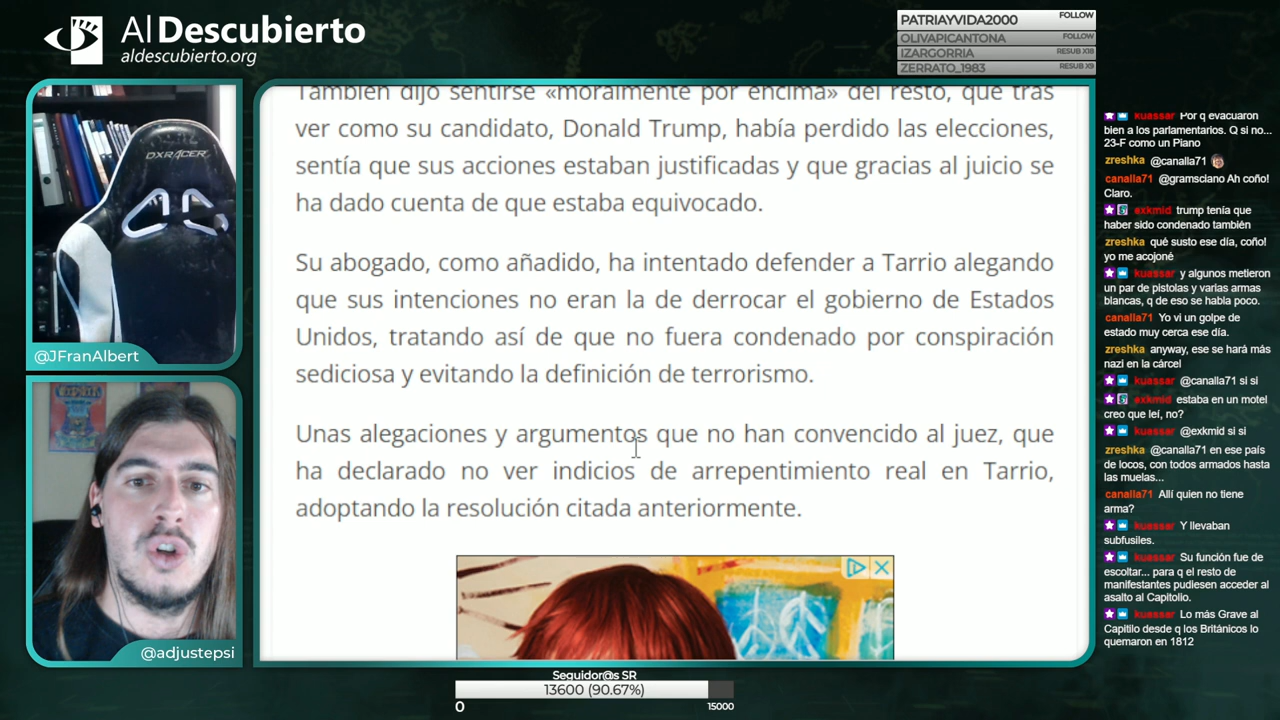 Al Descubierto
aldescubierto.org
PATRIAYVIDA2000 FOLLOW
OLIVAPICANTONA FOLLOW
IZARGORRIA RESUB X18
ZERRATO_1983 RESUB X9
DXRACER
@JFranAlbert
@adjustepsi
También dijo sentirse «moralmente por encima» del resto, que tras
ver como su candidato, Donald Trump, había perdido las elecciones,
sentía que sus acciones estaban justificadas y que gracias al juicio se
ha dado cuenta de que estaba equivocado.
Su abogado, como añadido, ha intentado defender a Tarrio alegando
que sus intenciones no eran la de derrocar el gobierno de Estados
Unidos, tratando así de que no fuera condenado por conspiración
sediciosa y evitando la definición de terrorismo.
Unas alegaciones y argumentos que no han convencido al juez, que
ha declarado no ver indicios de arrepentimiento real en Tarrio,
adoptando la resolución citada anteriormente.
kuassar Por q evacuaron
bien a los parlamentarios. Q si no...
23-F como un Piano
zreshka @canalla71
canalla71 @gramsciano Ah coño!
Claro.
exkmid trump tenía que
haber sido condenado también
zreshka qué susto ese día, coño!
yo me acojoné
kuassar y algunos metieron
un par de pistolas y varias armas
blancas, q de eso se habla poco.
canalla71 Yo vi un golpe de
estado muy cerca ese día.
zreshka anyway, ese se hará más
nazi en la cárcel
kuassar @canalla71 si si
exkmid estaba en un motel
creo que leí, no?
kuassar @exkmid si si
zreshka @canalla71 en ese país
de locos, con todos armados hasta
las muelas...
canalla71 Allí quien no tiene
arma?
kuassar Y llevaban
subfusiles.
kuassar Su función fue de
escoltar... para q el resto de
manifestantes pudiesen acceder al
asalto al Capitolio.
kuassar Lo más Grave al
Capitilo desde q los Británicos lo
quemaron en 1812
Seguidor@s SR
13600 (90.67%)
0 15000